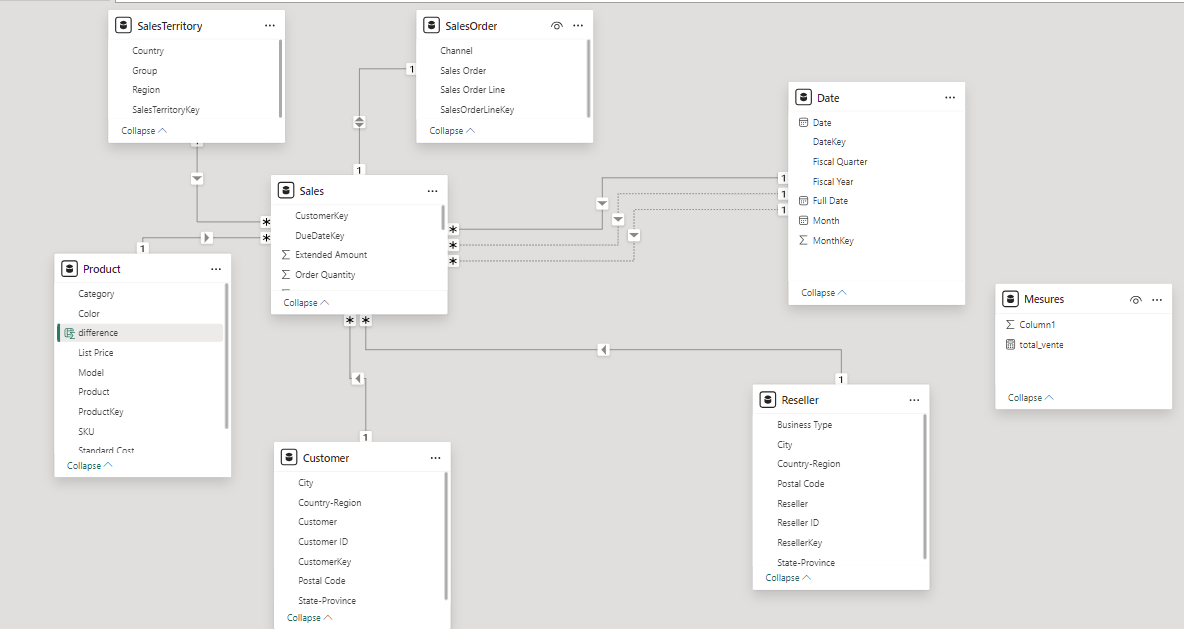 SalesTerritory
Country
Group
Region
SalesTerritoryKey
Collapse
SalesOrder
Channel
Sales Order
Sales Order Line
SalesOrderLineKey
Collapse
Date
Date
DateKey
Fiscal Quarter
Fiscal Year
Full Date
Month
MonthKey
Collapse
Sales
CustomerKey
DueDateKey
Extended Amount
Order Quantity
Collapse
Product
Category
Color
difference
List Price
Model
Product
ProductKey
SKU
Standard Cost
Collapse
Mesures
Column1
total_vente
Collapse
Reseller
Business Type
City
Country-Region
Postal Code
Reseller
Reseller ID
ResellerKey
State-Province
Collapse
Customer
City
Country-Region
Customer
Customer ID
CustomerKey
Postal Code
State-Province
Collapse
1
1
1
1
1
1
1
1
1
*
*
*
*
*
*
*